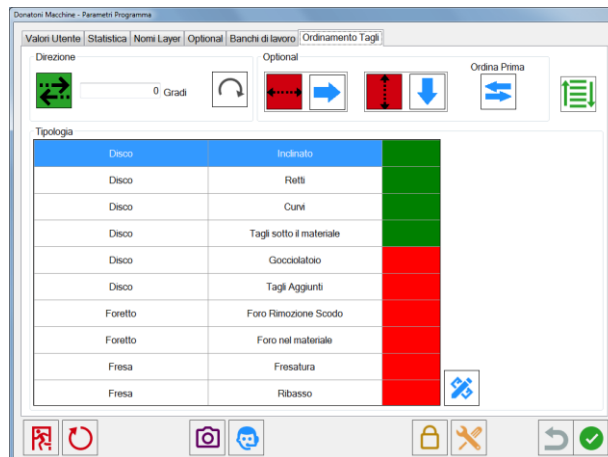 Donatoni Macchine - Parametri Programma
Valori Utente Statistica Nomi Layer Optional Banchi di lavoro Ordinamento Tagli
Direzione Optional
Ordina Prima
0 Gradi
Tipologia
Disco Inclinato
Disco Retti
Disco Curvi
Disco Tagli sotto il materiale
Disco Gocciolatoio
Disco Tagli Aggiunti
Foretto Foro Rimozione Scodo
Foretto Foro nel materiale
Fresa Fresatura
Fresa Ribasso